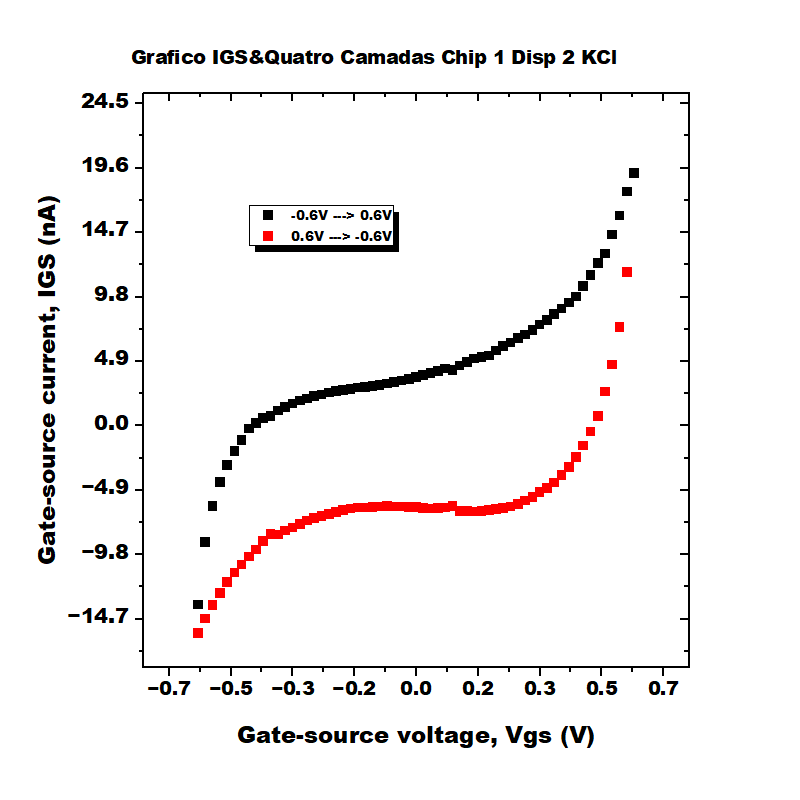 Grafico IGS&Quatro Camadas Chip 1 Disp 2 KCl
24.5
19.6
14.7
9.8
4.9
0.0
−4.9
−9.8
−14.7
Gate-source current, IGS (nA)
-0.6V ---> 0.6V
0.6V ---> -0.6V
−0.7 −0.5 −0.3 −0.2 0.0 0.2 0.3 0.5 0.7
Gate-source voltage, Vgs (V)